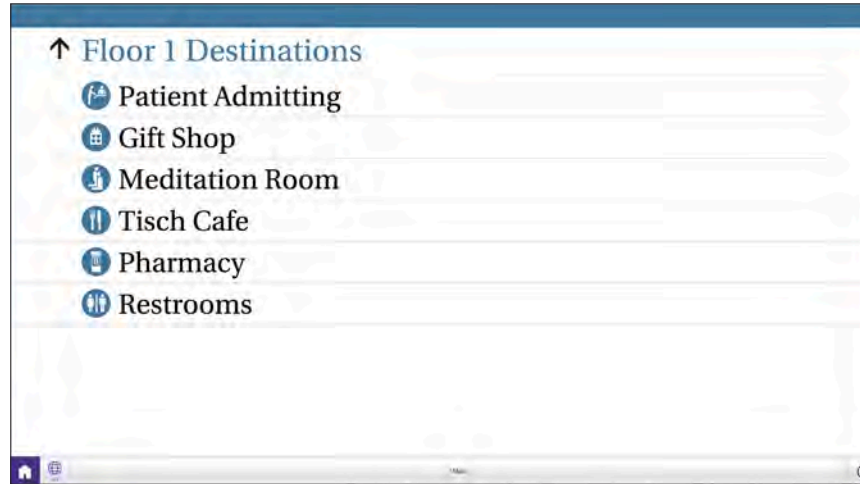 Floor 1 Destinations
Patient Admitting
Gift Shop
Meditation Room
Tisch Cafe
Pharmacy
Restrooms